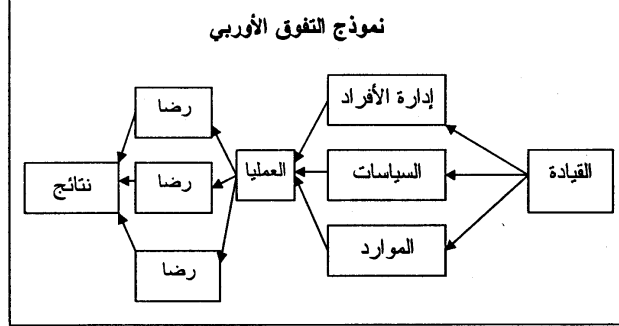 نموذج التفوق الأوربي
القيادة
إدارة الأفراد
السياسات
الموارد
العمليا
رضا
رضا
رضا
نتائج